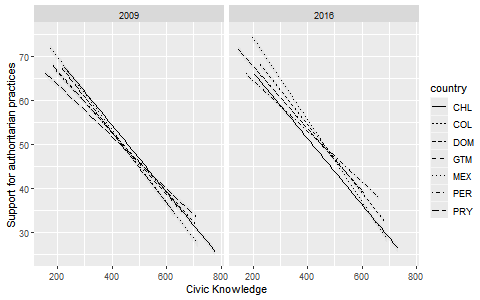 2009 2016
Support for authoritarian practices
70
60
50
40
30
200 400 600 800 200 400 600 800
Civic Knowledge
country
CHL
COL
DOM
GTM
MEX
PER
PRY